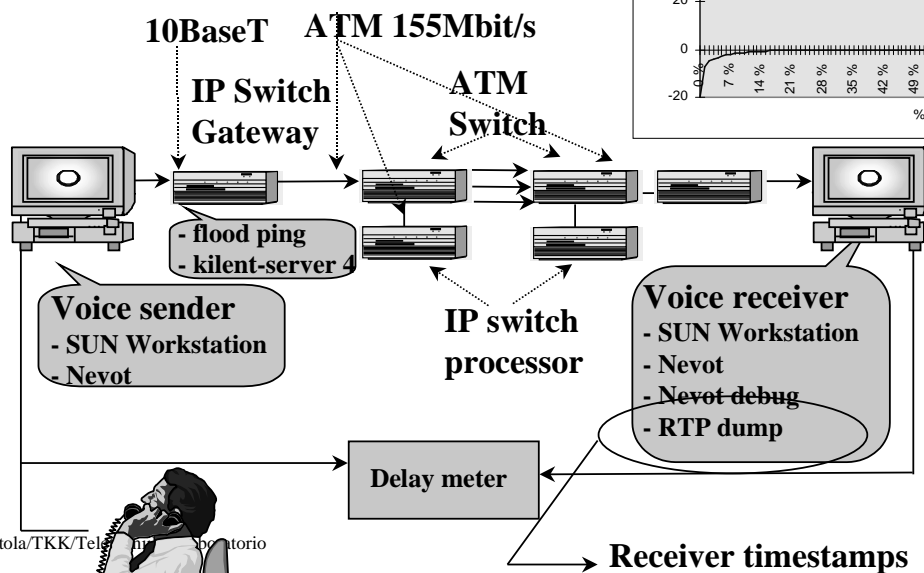 20
0
-20
0 %
7 %
14 %
21 %
28 %
35 %
42 %
49 %
%
10BaseT
ATM 155Mbit/s
IP Switch
Gateway
ATM
Switch
- flood ping
- kilent-server 4
Voice sender
- SUN Workstation
- Nevot
IP switch
processor
Voice receiver
- SUN Workstation
- Nevot
- Nevot debug
- RTP dump
Delay meter
Receiver timestamps